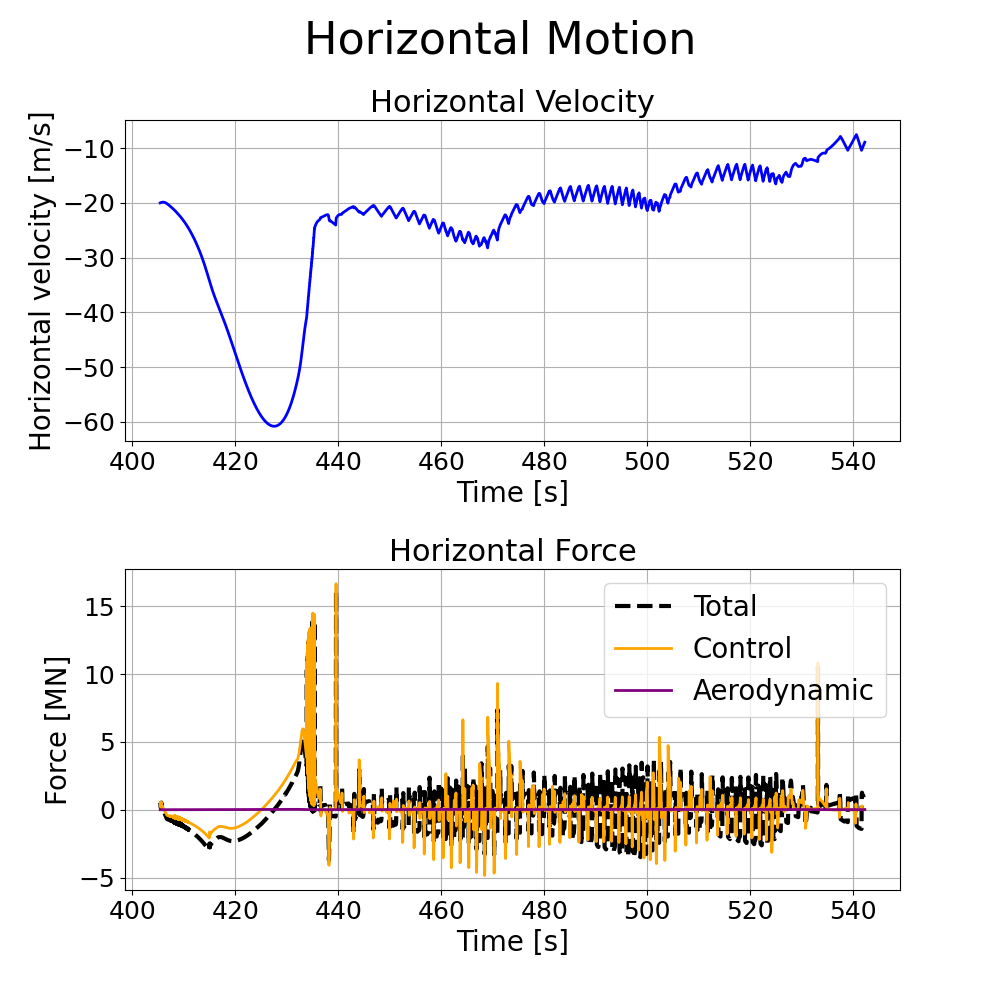 Horizontal Motion
Horizontal Velocity
Horizontal velocity [m/s]
−10
−20
−30
−40
−50
−60
400 420 440 460 480 500 520 540
Time [s]
Horizontal Force
Force [MN]
15
10
5
0
−5
Total
Control
Aerodynamic
400 420 440 460 480 500 520 540
Time [s]